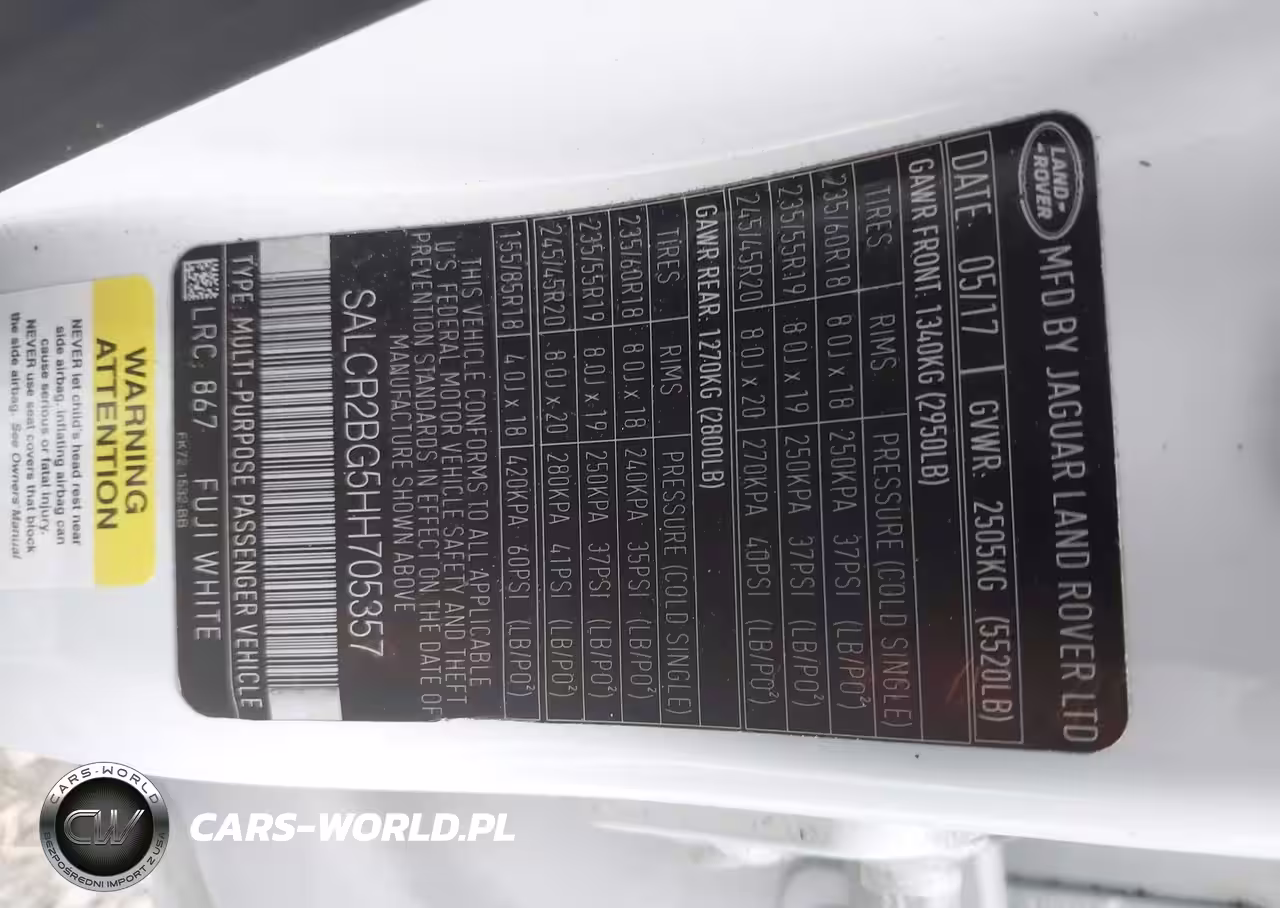 LAND-
-ROVER
MFD BY JAGUAR LAND ROVER LTD
DATE: 05/17 GVWR: 2505KG (5520LB)
GAWR FRONT: 1340KG (2950LB)
TIRES RIMS PRESSURE (COLD SINGLE)
235/60R18 8.0J x 18 250KPA 37PSI (LB/PO²)
235/55R19 8.0J x 19 250KPA 37PSI (LB/PO²)
245/45R20 8.0J x 20 270KPA 40PSI (LB/PO²)
GAWR REAR: 1270KG (2800LB)
TIRES RIMS PRESSURE (COLD SINGLE)
235/60R18 8.0J x 18 240KPA 35PSI (LB/PO²)
235/55R19 8.0J x 19 250KPA 37PSI (LB/PO²)
245/45R20 8.0J x 20 280KPA 41PSI (LB/PO²)
155/85R18 4.0J x 18 420KPA 60PSI (LB/PO²)
THIS VEHICLE CONFORMS TO ALL APPLICABLE
U'S FEDERAL MOTOR VEHICLE SAFETY AND THEFT
PREVENTION STANDARDS IN EFFECT ON THE DATE OF
MANUFACTURE SHOWN ABOVE
SALCR2BG5HH705357
TYPE: MULTI-PURPOSE PASSENGER VEHICLE
LRC: 867 FUJI WHITE
WARNING
ATTENTION
NEVER let child's head rest near
side airbag. inflating airbag can
cause serious or fatal injury.
NEVER use seat covers that block
the side airbag. See Owners Manual
CARS-WORLD
CW
BEZPOŚREDNI IMPORT Z USA
CARS-WORLD.PL